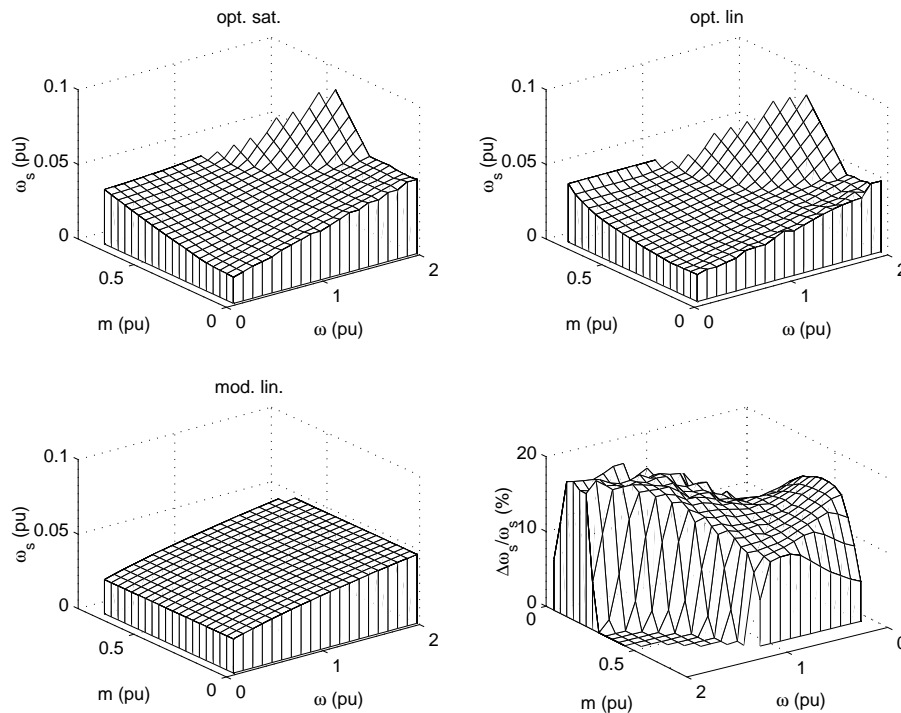 opt. sat.
0.1
0.05
0
ω_s (pu)
0.5
0
m (pu)
0
1
2
ω (pu)
opt. lin
0.1
0.05
0
ω_s (pu)
0.5
0
m (pu)
0
1
2
ω (pu)
mod. lin.
0.1
0.05
0
ω_s (pu)
0.5
0
m (pu)
0
1
2
ω (pu)
20
10
0
Δω_s/ω_s (%)
0
0.5
m (pu)
2
1
0
ω (pu)